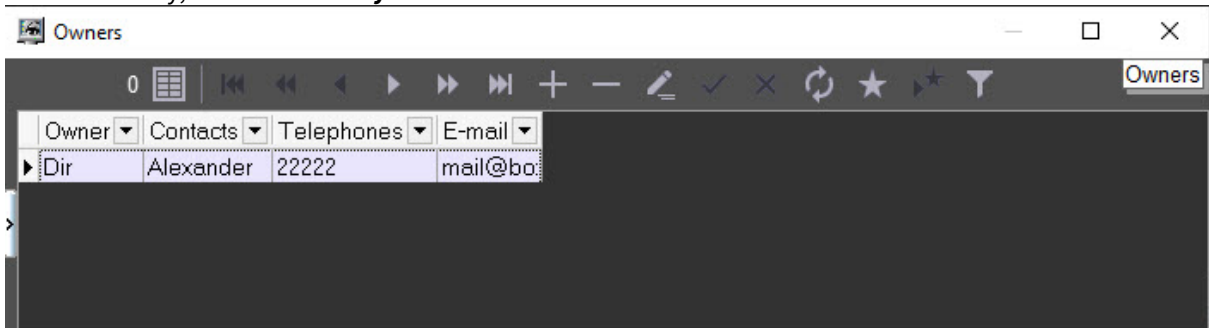 Owners
0
Owners
Owner Contacts Telephones E-mail
Dir Alexander 22222 mail@bo